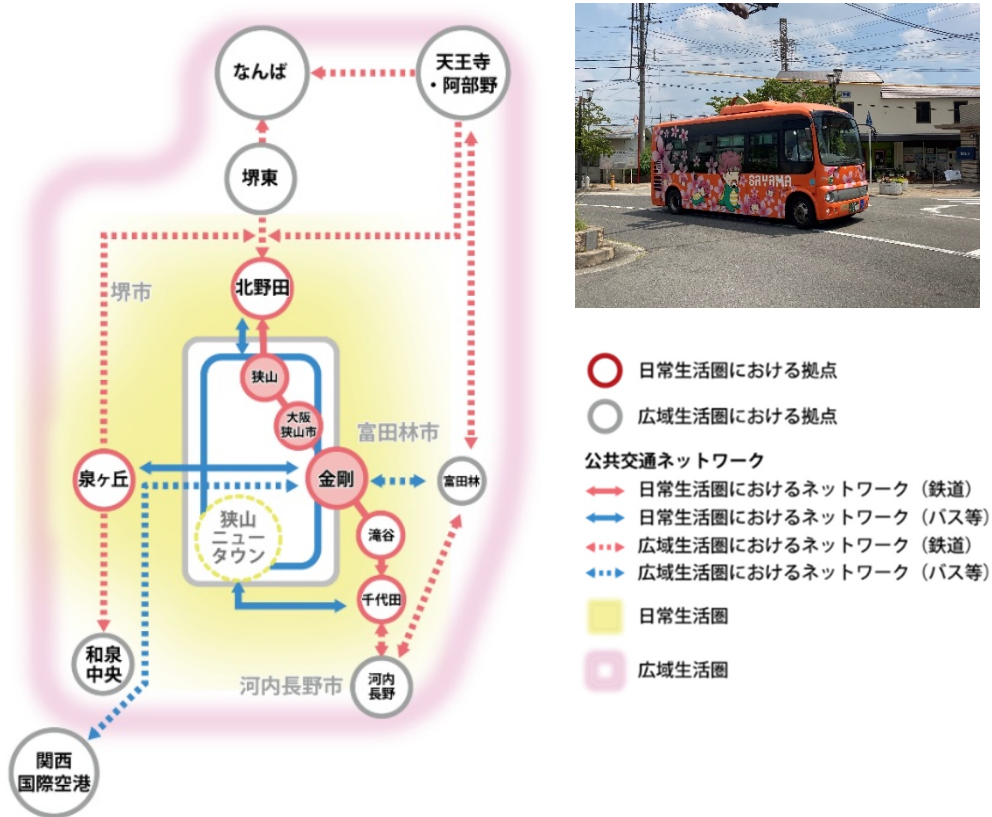 なんば
天王寺
・阿部野
堺東
北野田
堺市
狭山
大阪
狭山市
富田林市
泉ヶ丘
金剛
富田林
狭山
ニュー
タウン
滝谷
千代田
和泉
中央
河内長野市
河内
長野
関西
国際空港
SAYAMA
日常生活圏における拠点
広域生活圏における拠点
公共交通ネットワーク
日常生活圏におけるネットワーク（鉄道）
日常生活圏におけるネットワーク（バス等）
広域生活圏におけるネットワーク（鉄道）
広域生活圏におけるネットワーク（バス等）
日常生活圏
広域生活圏